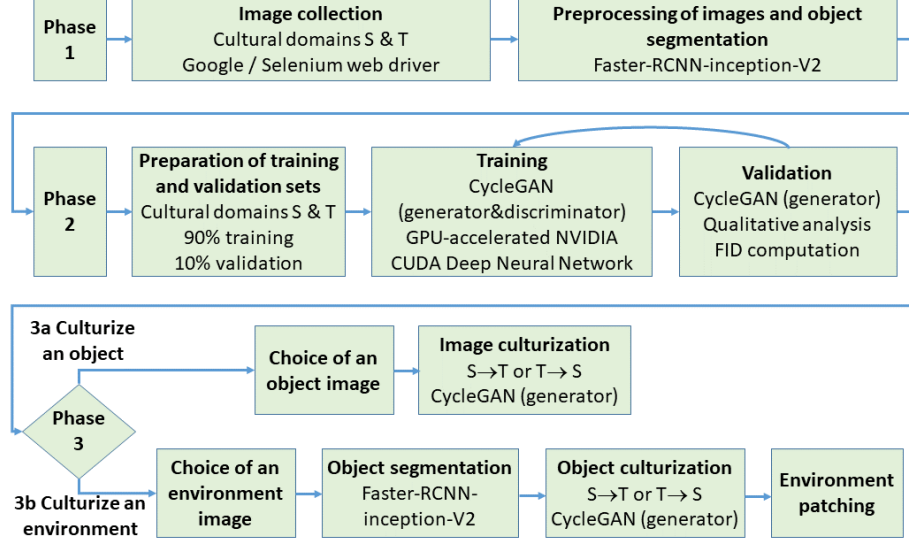 Phase
1
Image collection
Cultural domains S & T
Google / Selenium web driver
Preprocessing of images and object
segmentation
Faster-RCNN-inception-V2
Phase
2
Preparation of training
and validation sets
Cultural domains S & T
90% training
10% validation
Training
CycleGAN
(generator&discriminator)
GPU-accelerated NVIDIA
CUDA Deep Neural Network
Validation
CycleGAN (generator)
Qualitative analysis
FID computation
3a Culturize
an object
Phase
3
Choice of an
object image
Image culturization
S→T or T→ S
CycleGAN (generator)
3b Culturize an
environment
Choice of an
environment
image
Object segmentation
Faster-RCNN-
inception-V2
Object culturization
S→T or T→ S
CycleGAN (generator)
Environment
patching